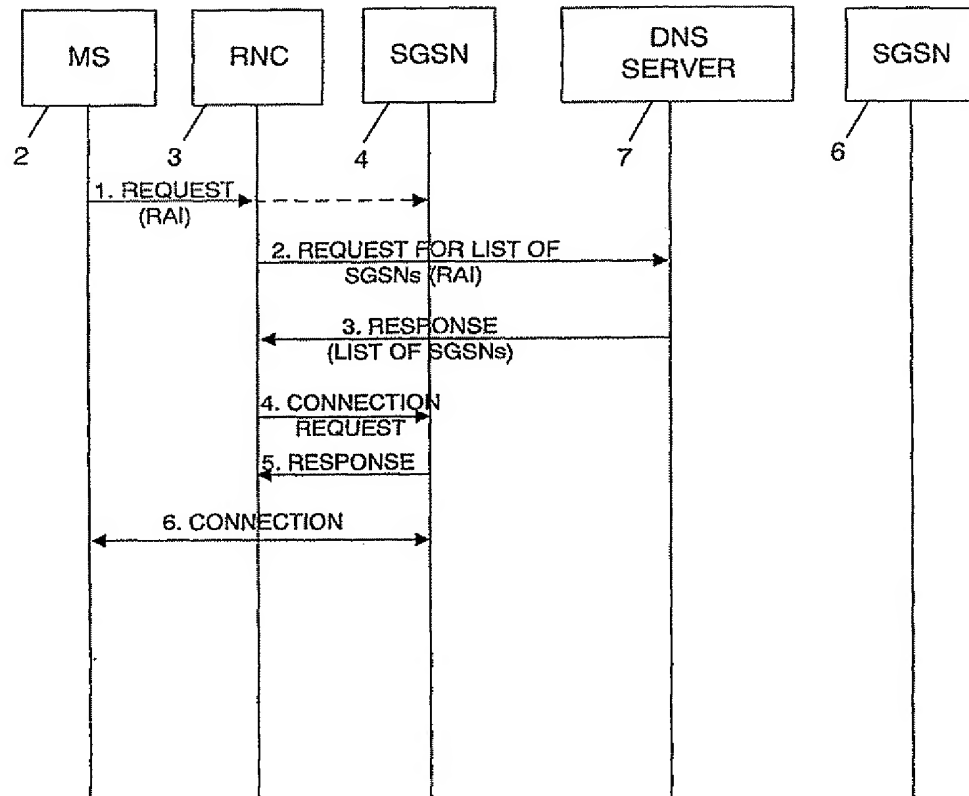 MS
RNC
SGSN
DNS
SERVER
SGSN
2
3
4
7
6
1. REQUEST
(RAI)
2. REQUEST FOR LIST OF
SGSNs (RAI)
3. RESPONSE
(LIST OF SGSNs)
4. CONNECTION
REQUEST
5. RESPONSE
6. CONNECTION